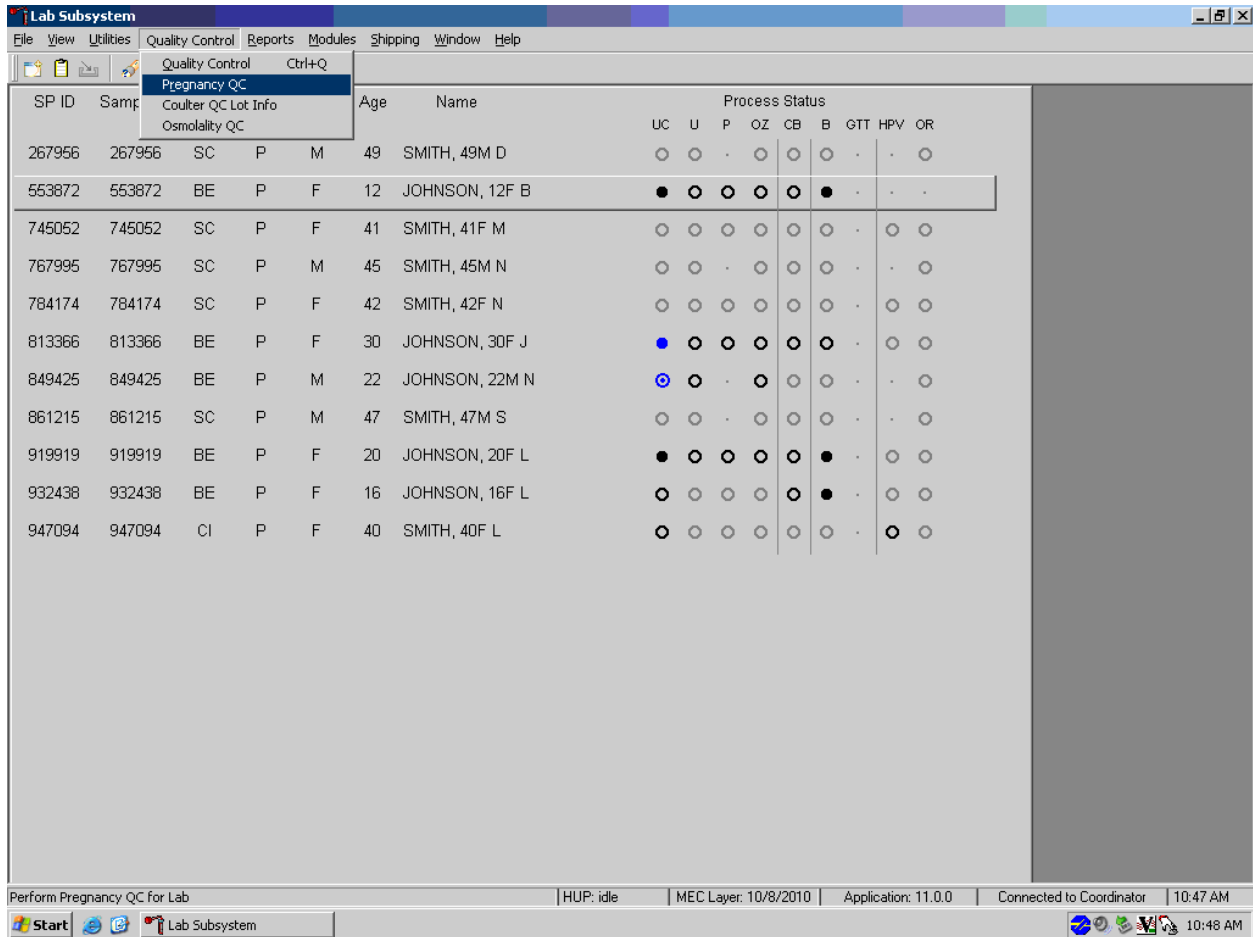 Lab Subsystem
File View Utilities Quality Control Reports Modules Shipping Window Help
Quality Control Ctrl+Q
Pregnancy QC
Coulter QC Lot Info
Osmolality QC
SP ID Samp Age Name Process Status
UC U P OZ CB B GTT HPV OR
267956 267956 SC P M 49 SMITH, 49M D
553872 553872 BE P F 12 JOHNSON, 12F B
745052 745052 SC P F 41 SMITH, 41F M
767995 767995 SC P M 45 SMITH, 45M N
784174 784174 SC P F 42 SMITH, 42F N
813366 813366 BE P F 30 JOHNSON, 30F J
849425 849425 BE P M 22 JOHNSON, 22M N
861215 861215 SC P M 47 SMITH, 47M S
919919 919919 BE P F 20 JOHNSON, 20F L
932438 932438 BE P F 16 JOHNSON, 16F L
947094 947094 CI P F 40 SMITH, 40F L
Perform Pregnancy QC for Lab HUP: idle MEC Layer: 10/8/2010 Application: 11.0.0 Connected to Coordinator 10:47 AM
Start Lab Subsystem 10:48 AM